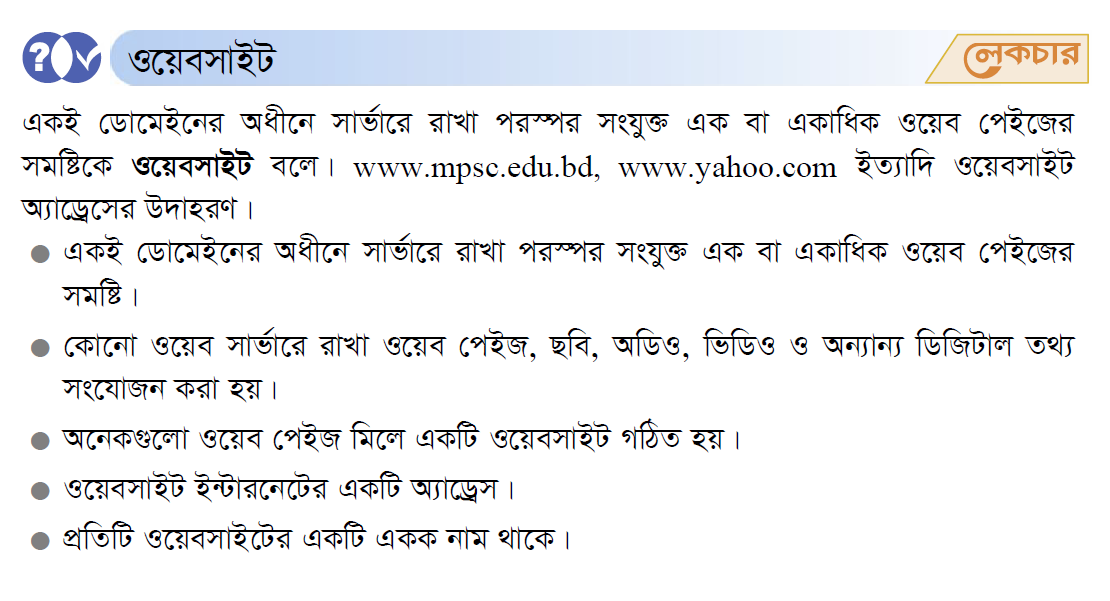 ওয়েবসাইট
লেকচার
একই ডোমেইনের অধীনে সার্ভারে রাখা পরস্পর সংযুক্ত এক বা একাধিক ওয়েব পেইজের
সমষ্টিকে ওয়েবসাইট বলে। www.mpsc.edu.bd, www.yahoo.com ইত্যাদি ওয়েবসাইট
অ্যাড্রেসের উদাহরণ।
● একই ডোমেইনের অধীনে সার্ভারে রাখা পরস্পর সংযুক্ত এক বা একাধিক ওয়েব পেইজের
সমষ্টি।
● কোনো ওয়েব সার্ভারে রাখা ওয়েব পেইজ, ছবি, অডিও, ভিডিও ও অন্যান্য ডিজিটাল তথ্য
সংযোজন করা হয়।
● অনেকগুলো ওয়েব পেইজ মিলে একটি ওয়েবসাইট গঠিত হয়।
● ওয়েবসাইট ইন্টারনেটের একটি অ্যাড্রেস।
● প্রতিটি ওয়েবসাইটের একটি একক নাম থাকে।